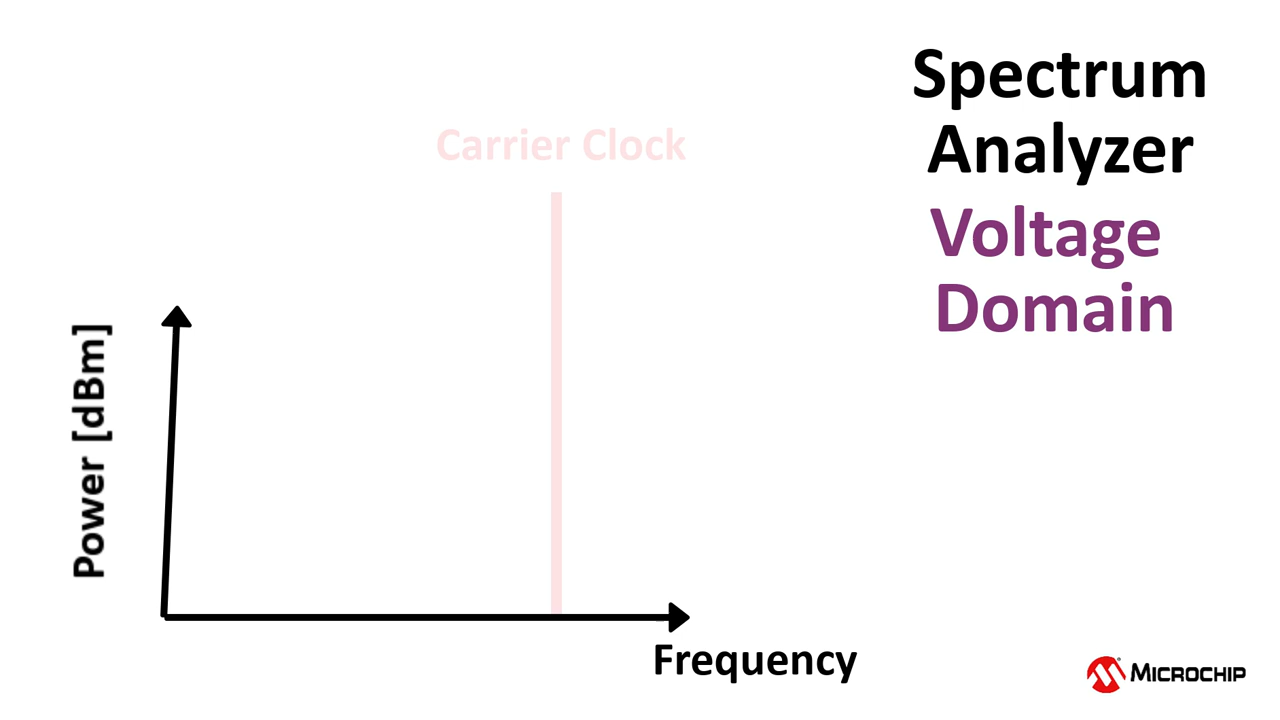 Spectrum
Analyzer
Voltage
Domain
Carrier Clock
Power [dBm]
Frequency
MICROCHIP